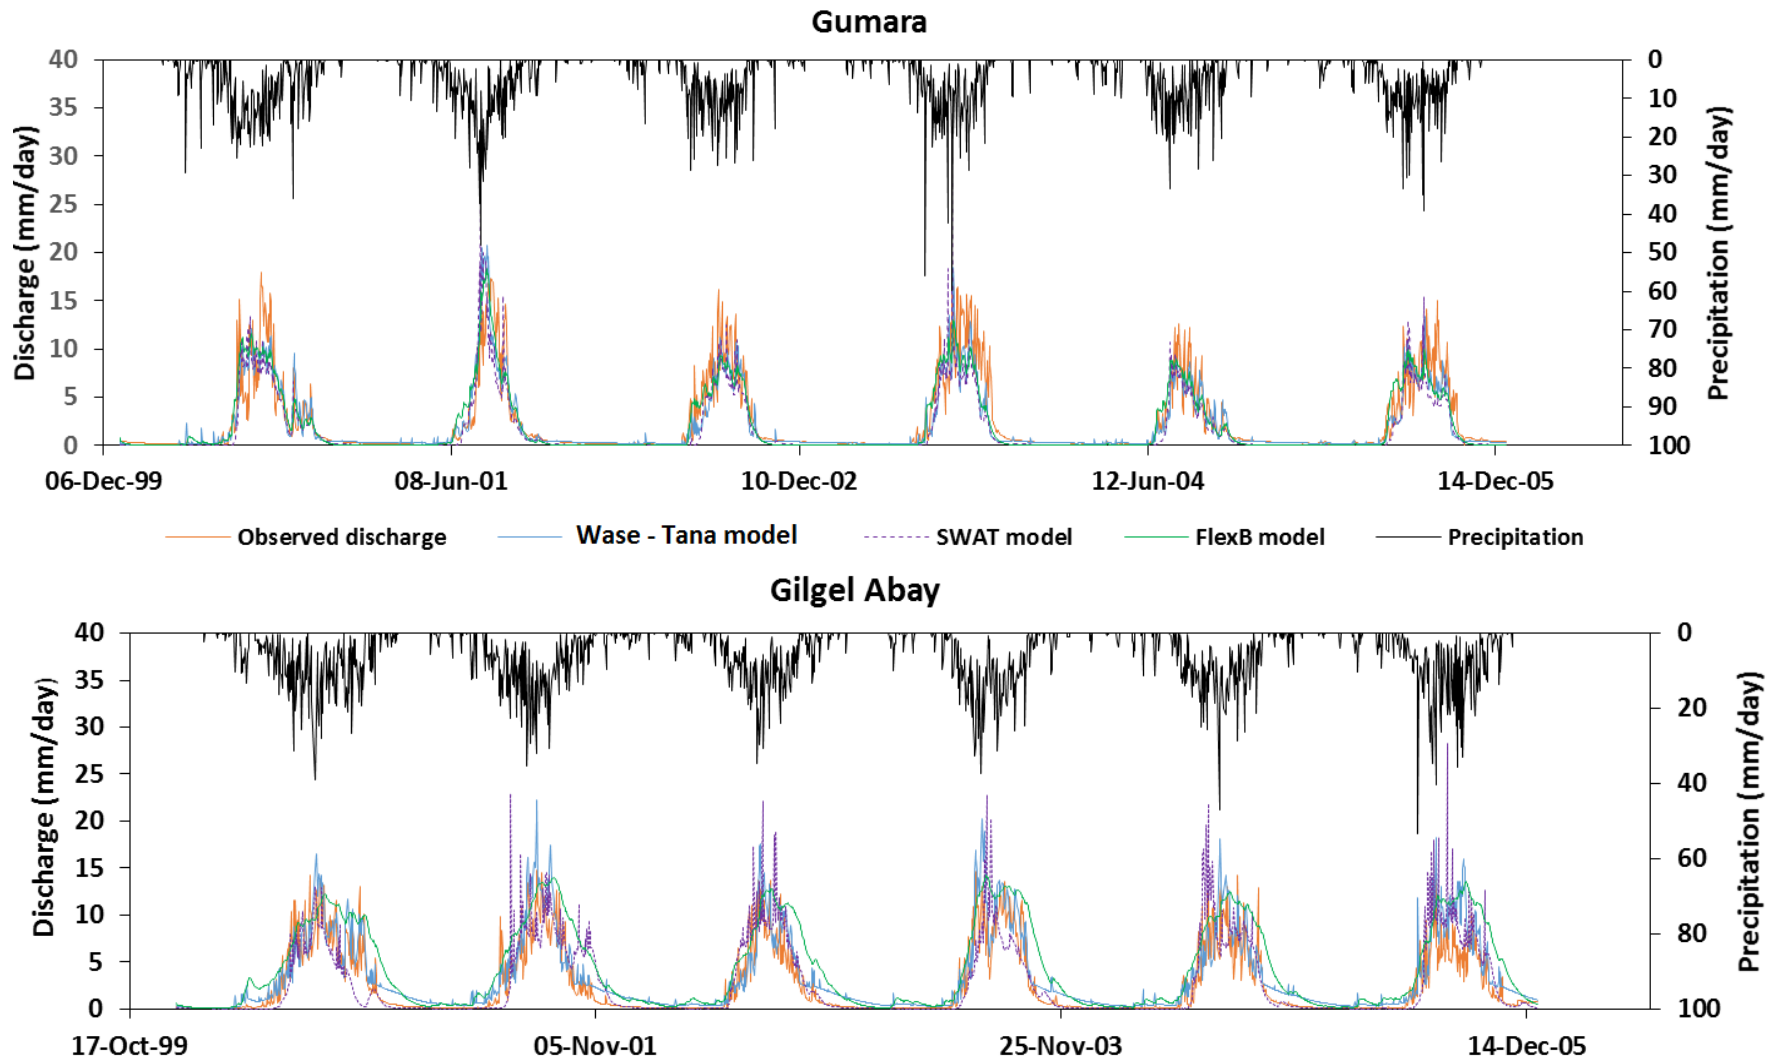 Gumara
40 0
35 10
30 20
25 30
20 40
15 50
10 60
5 70
0 80
90
100
Discharge (mm/day)
Precipitation (mm/day)
06-Dec-99 08-Jun-01 10-Dec-02 12-Jun-04 14-Dec-05
Observed discharge Wase - Tana model SWAT model FlexB model Precipitation
Gilgel Abay
40 0
35 20
30 40
25 60
20 80
15 100
10
5
0
Discharge (mm/day)
Precipitation (mm/day)
17-Oct-99 05-Nov-01 25-Nov-03 14-Dec-05